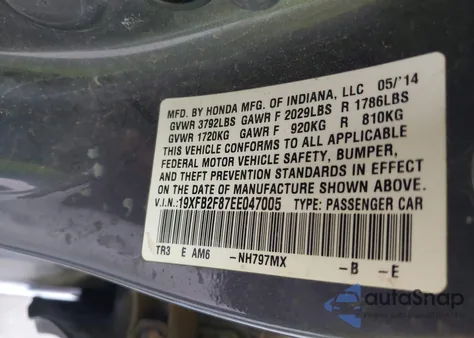 MFD. BY HONDA MFG. OF INDIANA, LLC 05/'14
GVWR 3792LBS GAWR F 2029LBS R 1786LBS
GVWR 1720KG GAWR F 920KG R 810KG
THIS VEHICLE CONFORMS TO ALL APPLICABLE
FEDERAL MOTOR VEHICLE SAFETY, BUMPER,
AND THEFT PREVENTION STANDARDS IN EFFECT ON
THE DATE OF MANUFACTURE SHOWN ABOVE.
V.I.N.:19XFB2F87EE047005 TYPE: PASSENGER CAR
TR3 E AM6 -NH797MX -B -E
autoSnap